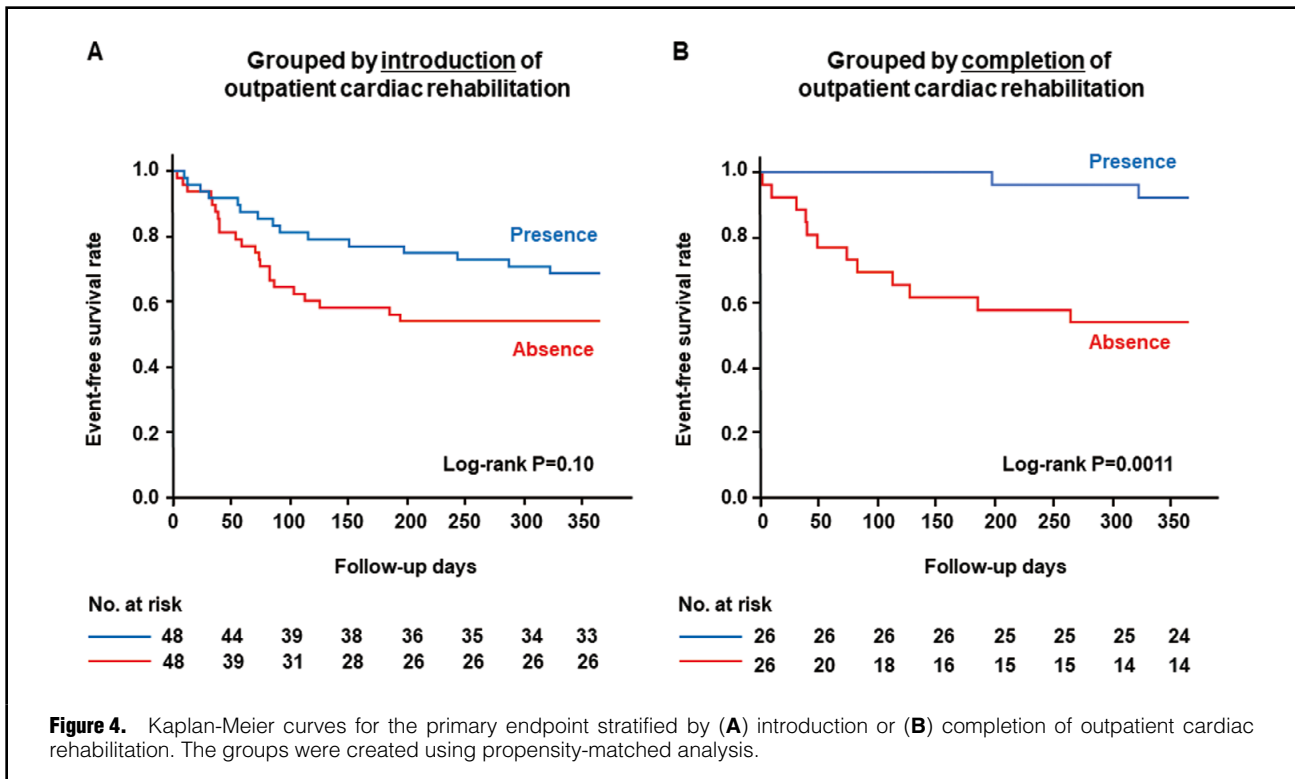 A
Grouped by introduction of
outpatient cardiac rehabilitation
Event-free survival rate
1.0
0.8
0.6
0.4
0.2
0.0
Presence
Absence
Log-rank P=0.10
0 50 100 150 200 250 300 350
Follow-up days
No. at risk
48 44 39 38 36 35 34 33
48 39 31 28 26 26 26 26
B
Grouped by completion of
outpatient cardiac rehabilitation
Event-free survival rate
1.0
0.8
0.6
0.4
0.2
0.0
Presence
Absence
Log-rank P=0.0011
0 50 100 150 200 250 300 350
Follow-up days
No. at risk
26 26 26 26 25 25 25 24
26 20 18 16 15 15 14 14
Figure 4. Kaplan-Meier curves for the primary endpoint stratified by (A) introduction or (B) completion of outpatient cardiac
rehabilitation. The groups were created using propensity-matched analysis.